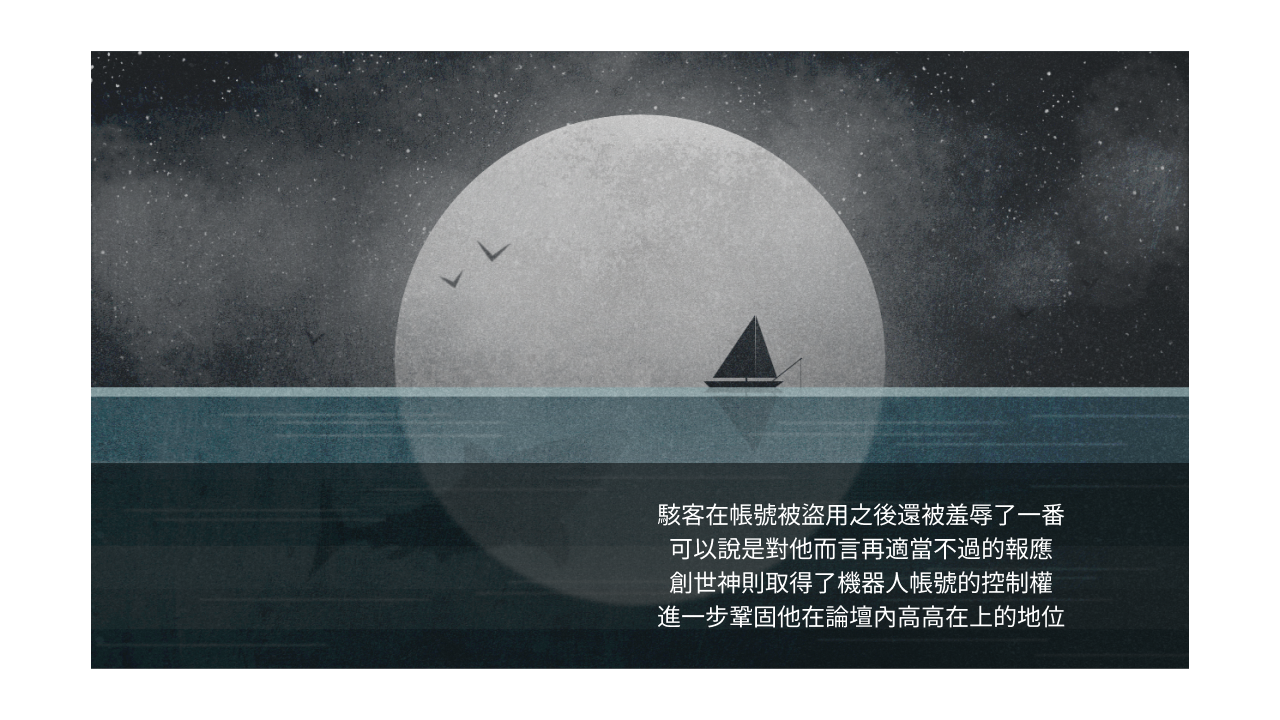 駭客在帳號被盜用之後還被羞辱了一番
可以說是對他而言再適當不過的報應
創世神則取得了機器人帳號的控制權
進一步鞏固他在論壇內高高在上的地位